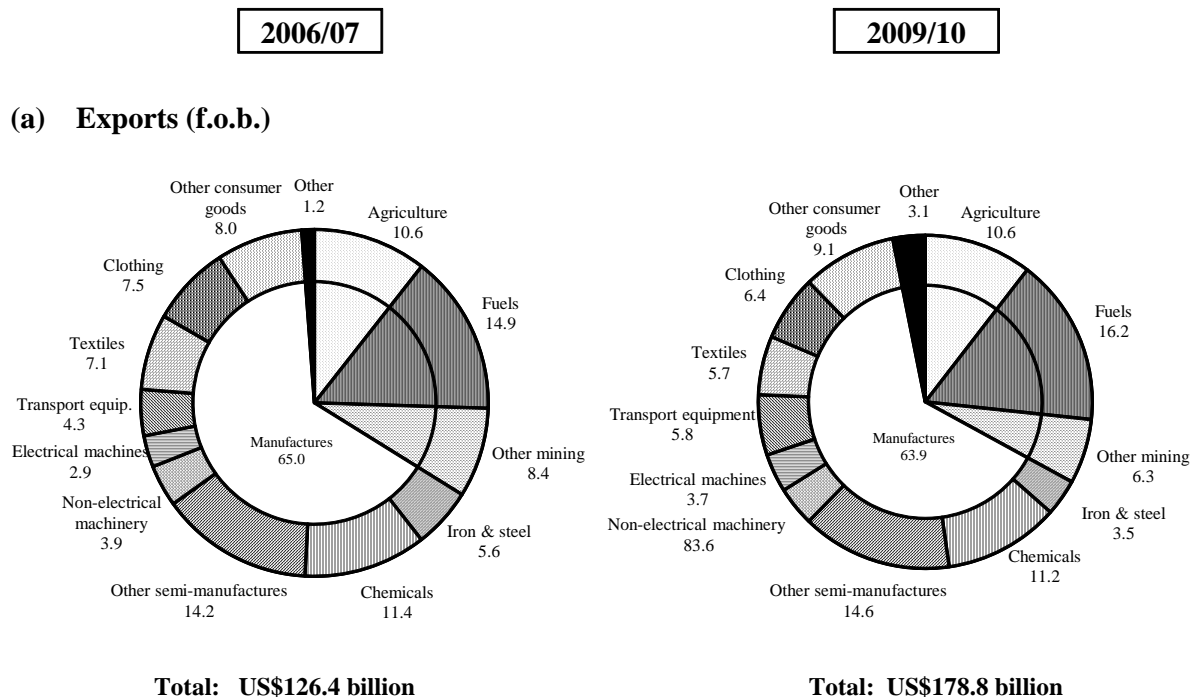 2006/07
2009/10
(a) Exports (f.o.b.)
Other consumer
goods
8.0
Other
1.2
Agriculture
10.6
Fuels
14.9
Other mining
8.4
Iron & steel
5.6
Chemicals
11.4
Other semi-manufactures
14.2
Non-electrical
machinery
3.9
Electrical machines
2.9
Transport equip.
4.3
Textiles
7.1
Clothing
7.5
Manufactures
65.0
Total: US$126.4 billion
Other consumer
goods
9.1
Other
3.1
Agriculture
10.6
Fuels
16.2
Other mining
6.3
Iron & steel
3.5
Chemicals
11.2
Other semi-manufactures
14.6
Non-electrical machinery
83.6
Electrical machines
3.7
Transport equipment
5.8
Textiles
5.7
Clothing
6.4
Manufactures
63.9
Total: US$178.8 billion